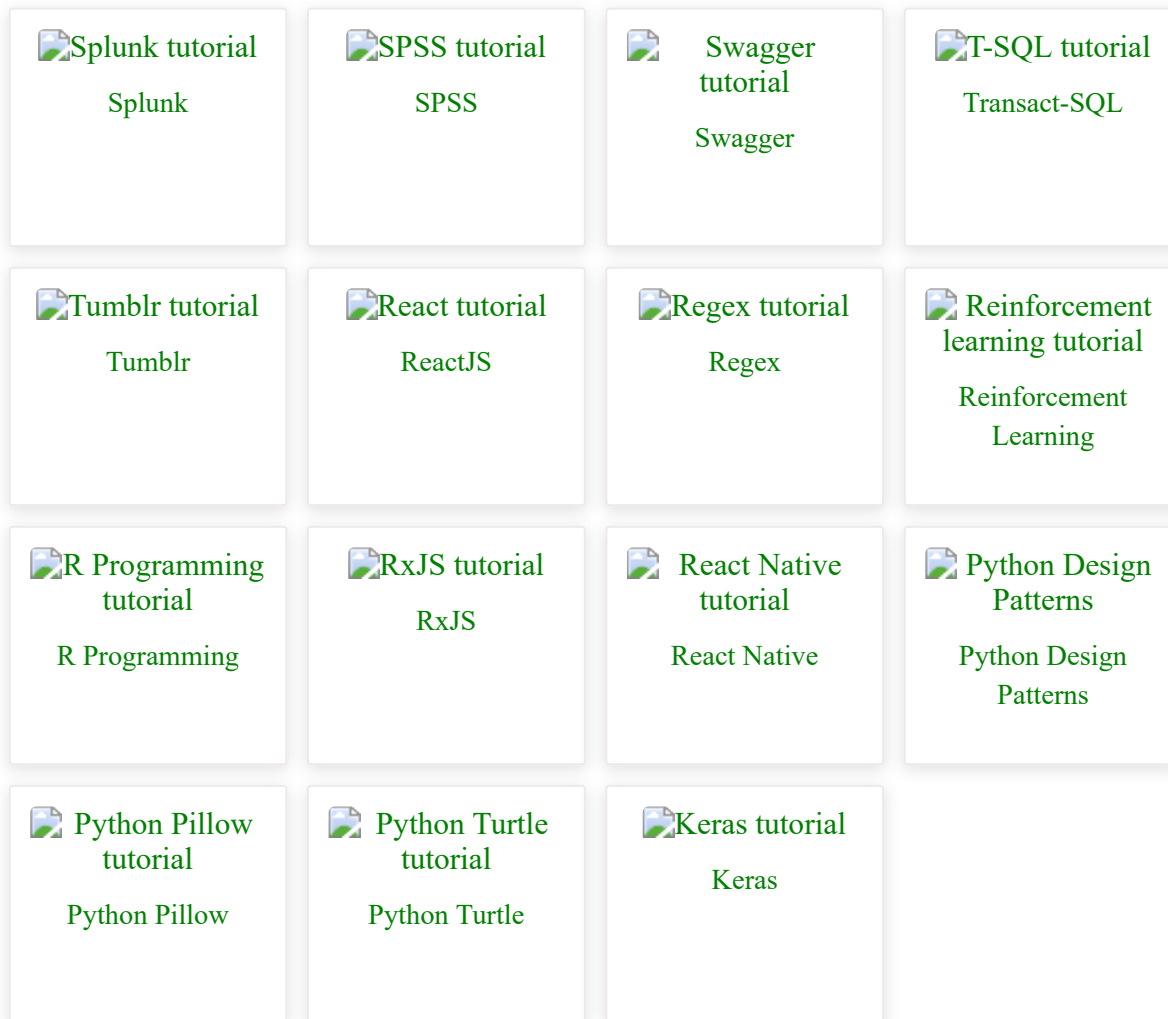 Splunk tutorial
Splunk
SPSS tutorial
SPSS
Swagger
tutorial
Swagger
T-SQL tutorial
Transact-SQL
Tumblr tutorial
Tumblr
React tutorial
ReactJS
Regex tutorial
Regex
Reinforcement
learning tutorial
Reinforcement
Learning
R Programming
tutorial
R Programming
RxJS tutorial
RxJS
React Native
tutorial
React Native
Python Design
Patterns
Python Design
Patterns
Python Pillow
tutorial
Python Pillow
Python Turtle
tutorial
Python Turtle
Keras tutorial
Keras